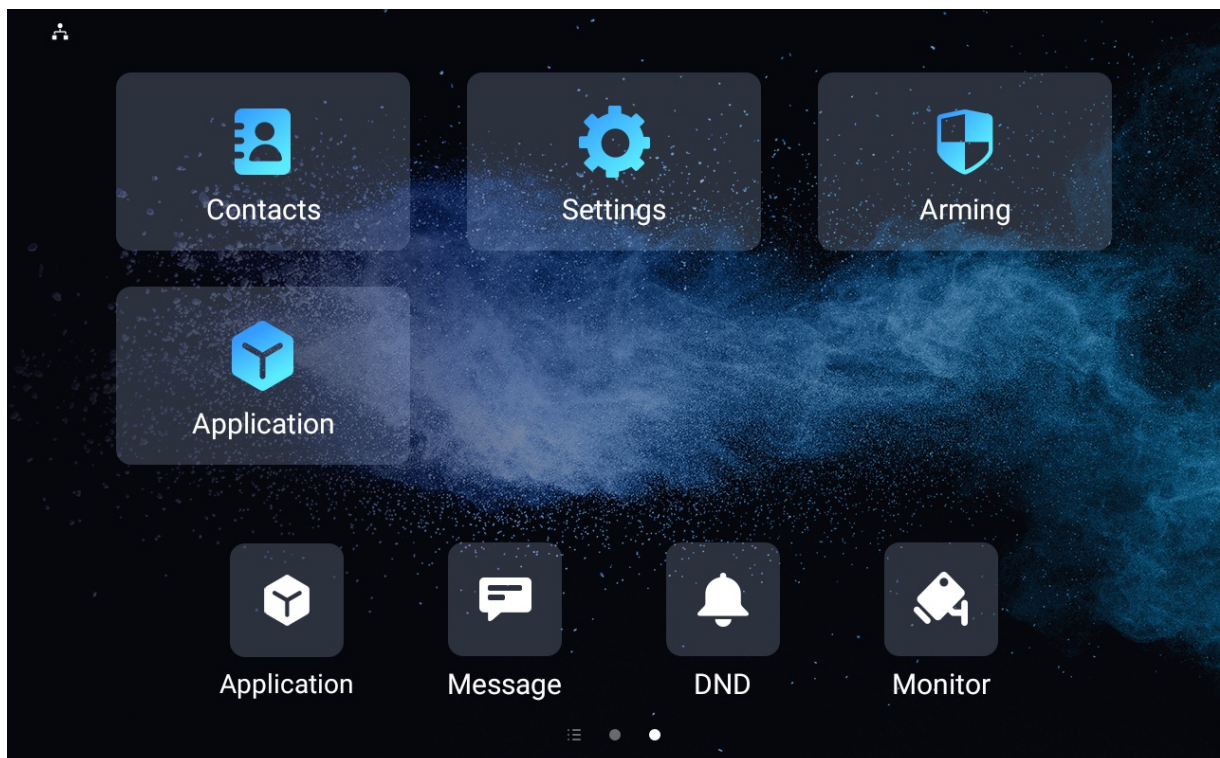 Contacts
Settings
Arming
Application
Application
Message
DND
Monitor